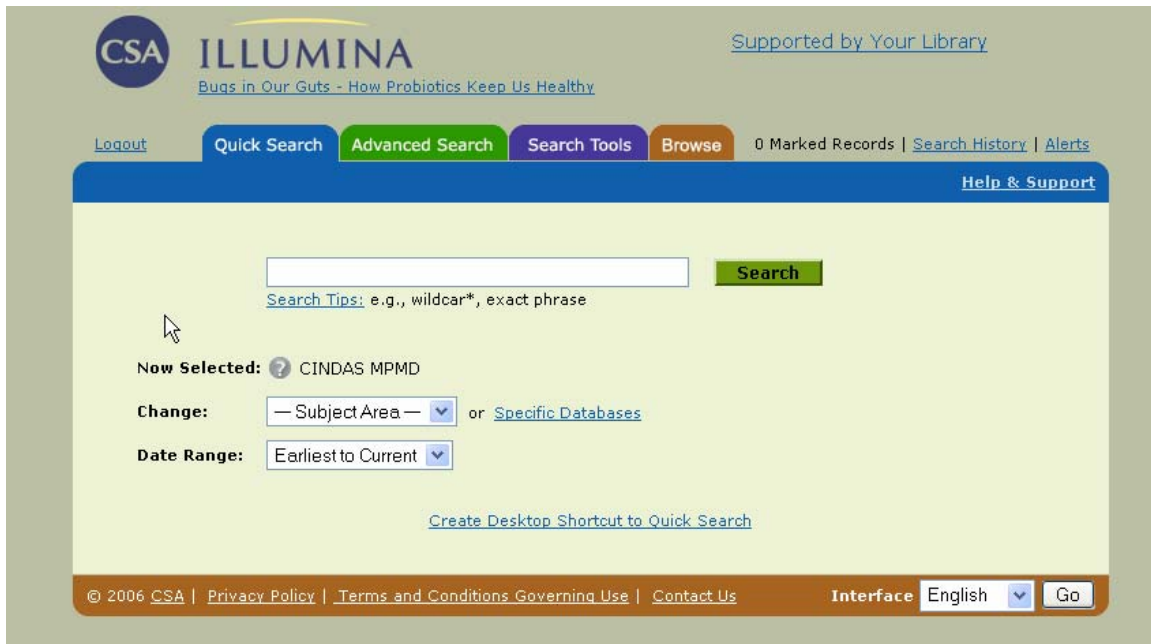 CSA ILLUMINA
Supported by Your Library
Bugs in Our Guts - How Probiotics Keep Us Healthy
Logout Quick Search Advanced Search Search Tools Browse 0 Marked Records | Search History | Alerts
Help & Support
Search
Search Tips: e.g., wildcar*, exact phrase
Now Selected: ? CINDAS MPMD
Change: — Subject Area — or Specific Databases
Date Range: Earliest to Current
Create Desktop Shortcut to Quick Search
© 2006 CSA | Privacy Policy | Terms and Conditions Governing Use | Contact Us Interface English Go